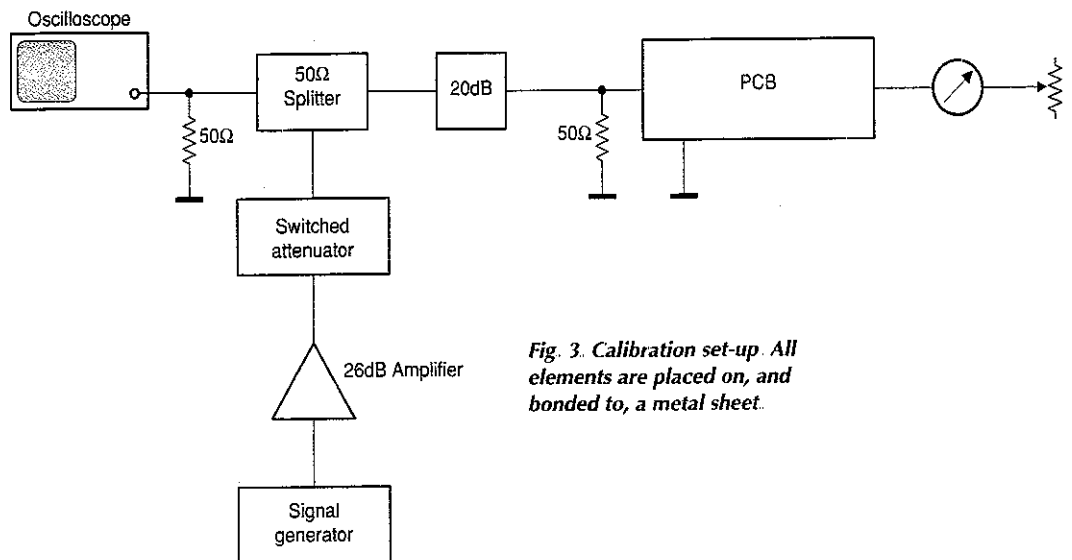 Oscilloscope
50Ω
Splitter
20dB
PCB
50Ω
50Ω
Switched
attenuator
26dB Amplifier
Fig. 3. Calibration set-up. All
elements are placed on, and
bonded to, a metal sheet.
Signal
generator